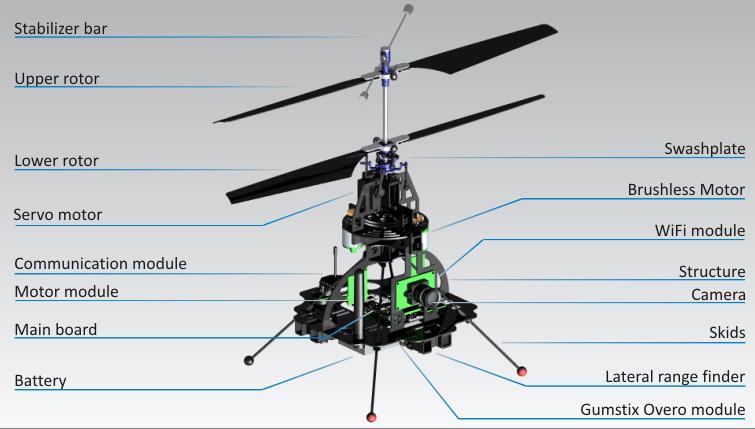 Stabilizer bar
Upper rotor
Lower rotor
Servo motor
Communication module
Motor module
Main board
Battery
Swashplate
Brushless Motor
WiFi module
Structure
Camera
Skids
Lateral range finder
Gumstix Overo module